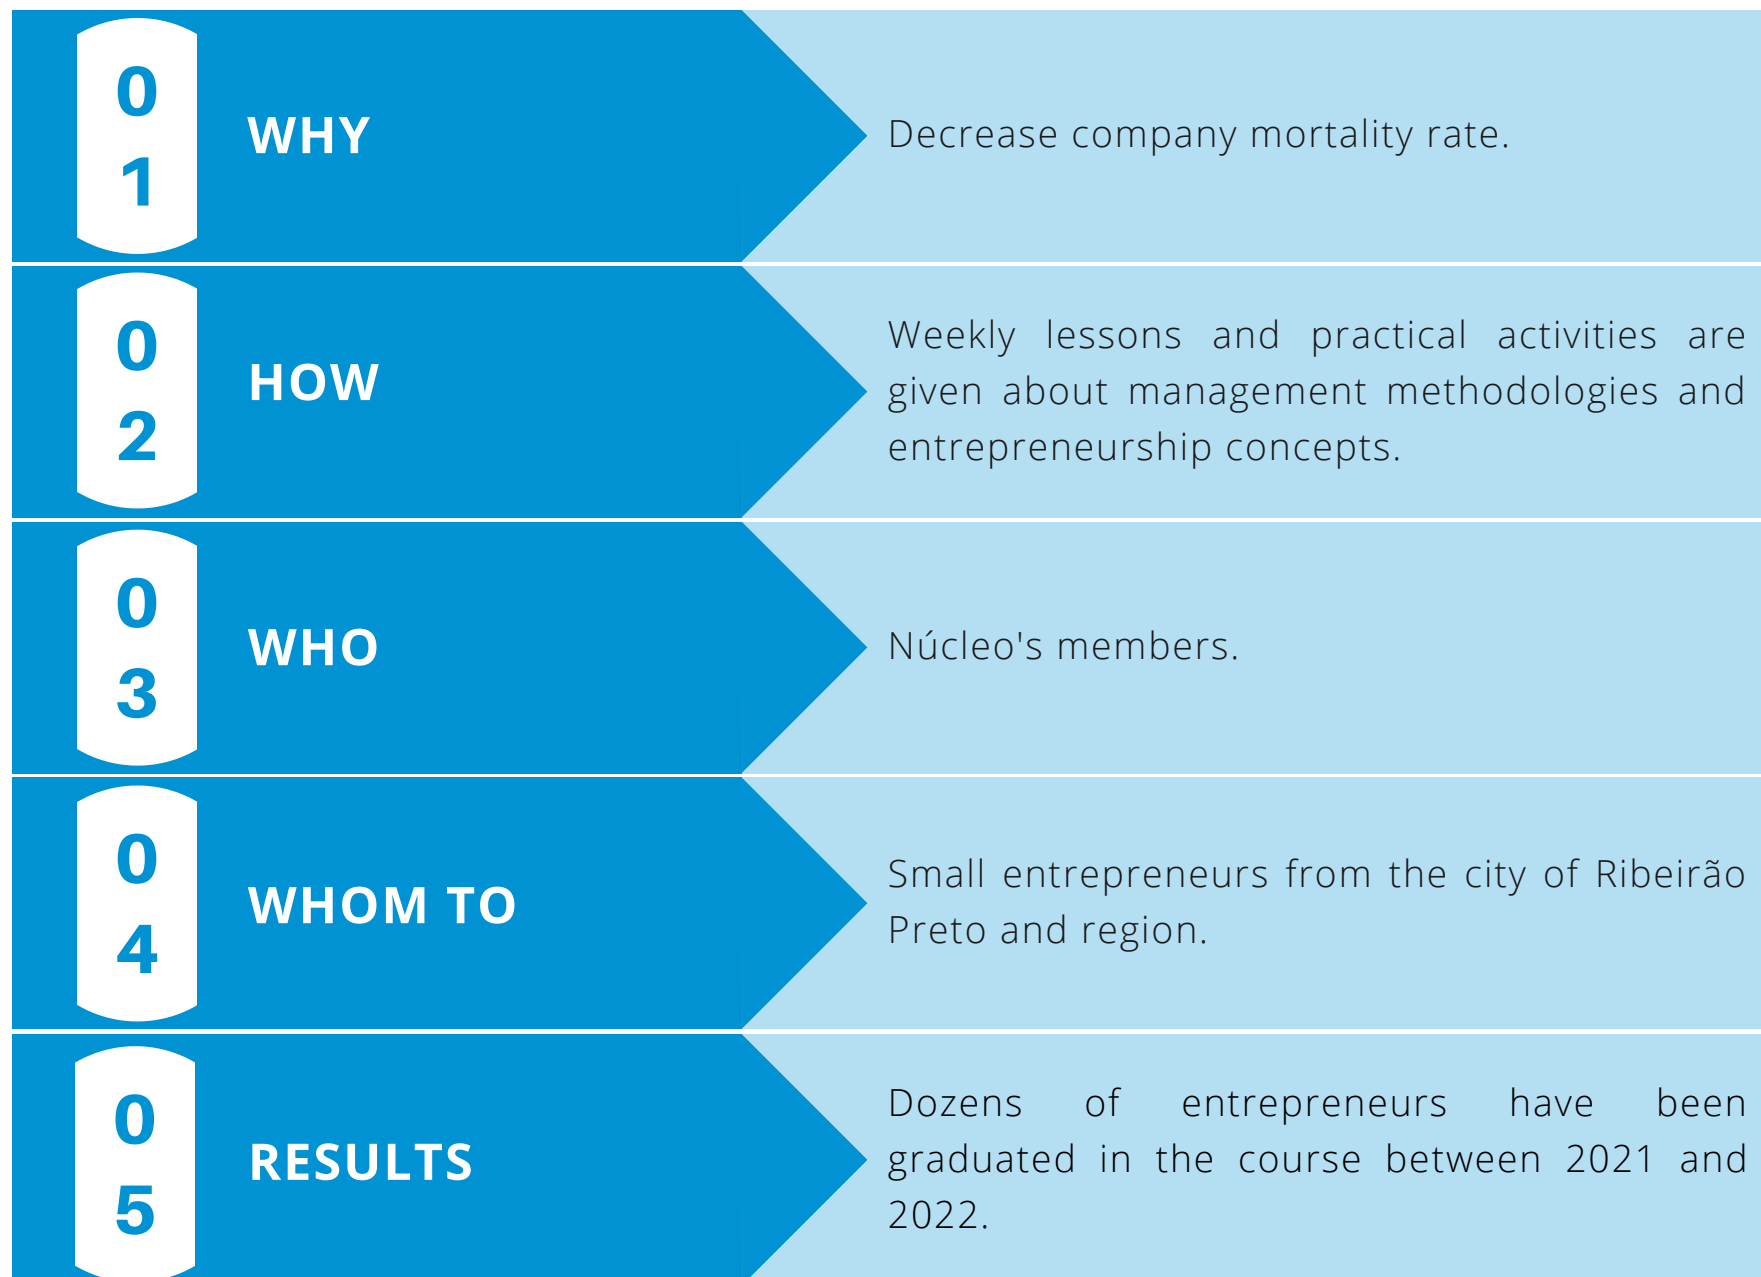 0
1
WHY
Decrease company mortality rate.
0
2
HOW
Weekly lessons and practical activities are
given about management methodologies and
entrepreneurship concepts.
0
3
WHO
Núcleo's members.
0
4
WHOM TO
Small entrepreneurs from the city of Ribeirão
Preto and region.
0
5
RESULTS
Dozens of entrepreneurs have been
graduated in the course between 2021 and
2022.